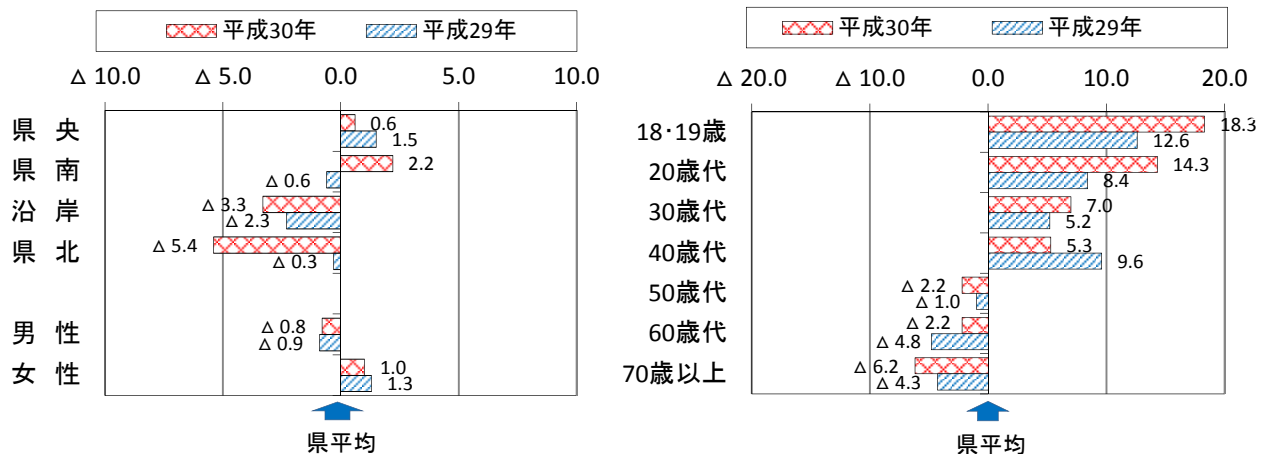 平成30年 平成29年
△ 10.0 △ 5.0 0.0 5.0 10.0
県 央 0.6
1.5
県 南 2.2
△ 0.6
沿 岸 △ 3.3
△ 2.3
県 北 △ 5.4
△ 0.3
男 性 △ 0.8
△ 0.9
女 性 1.0
1.3
県平均
平成30年 平成29年
△ 20.0 △ 10.0 0.0 10.0 20.0
18･19歳 18.3
12.6
20歳代 14.3
8.4
30歳代 7.0
5.2
40歳代 5.3
9.6
50歳代 △ 2.2
△ 1.0
60歳代 △ 2.2
△ 4.8
70歳以上 △ 6.2
△ 4.3
県平均